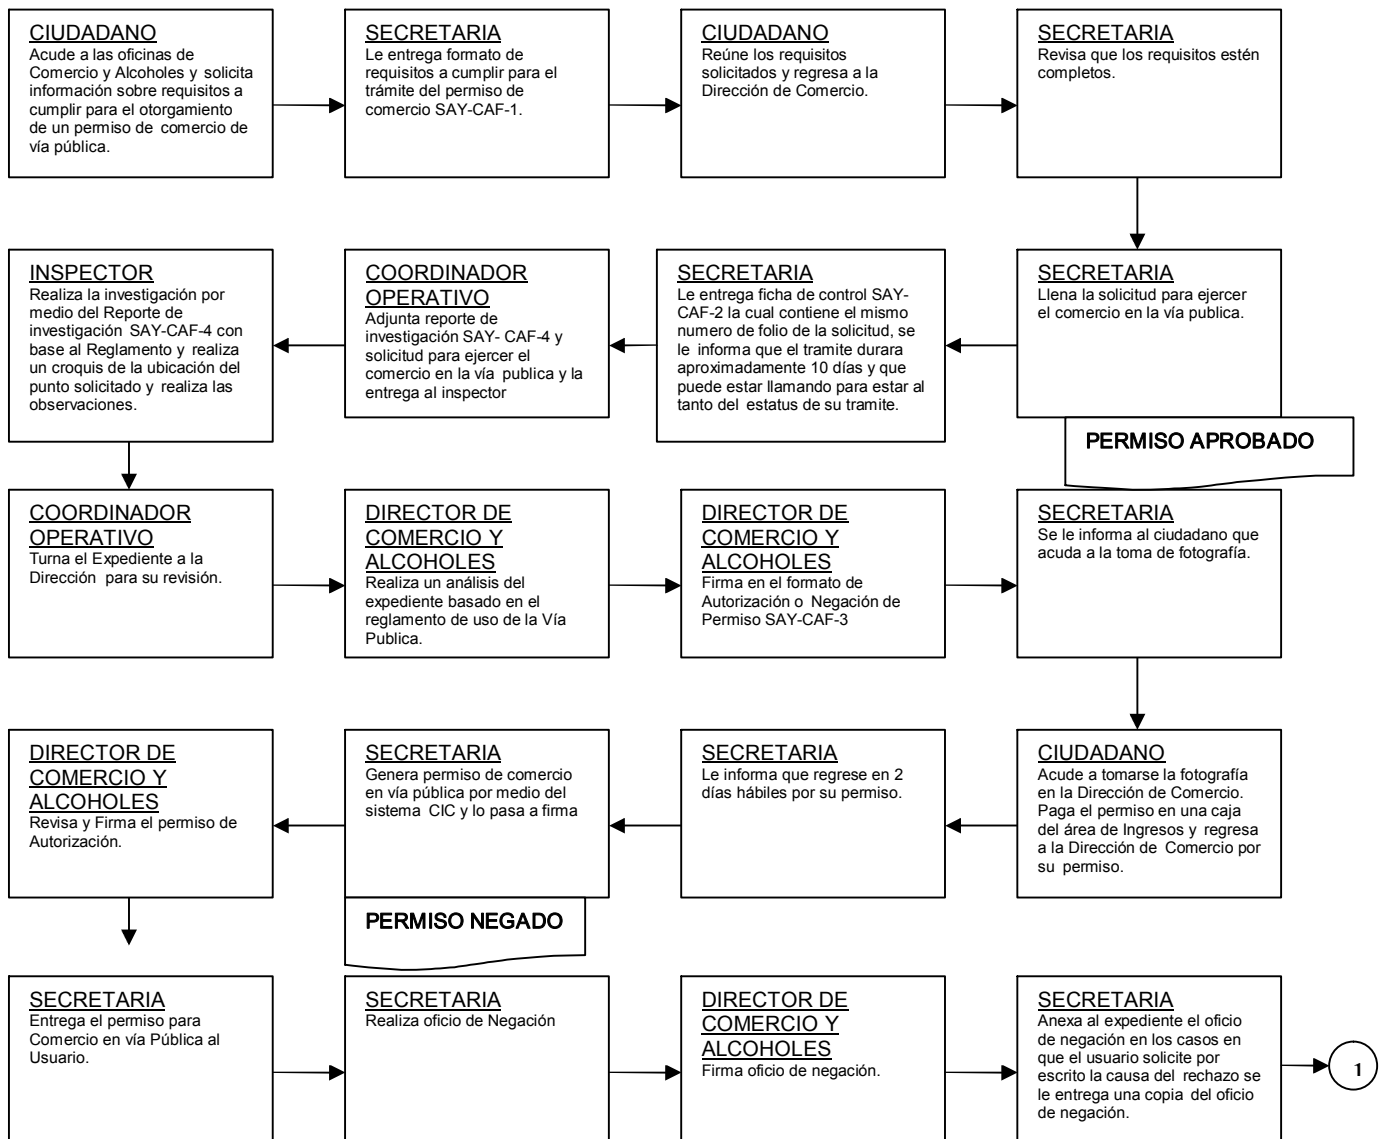 CIUDADANO
Acude a las oficinas de
Comercio y Alcoholes y solicita
información sobre requisitos a
cumplir para el otorgamiento
de un permiso de comercio de
vía pública.
SECRETARIA
Le entrega formato de
requisitos a cumplir para el
trámite del permiso de
comercio SAY-CAF-1.
CIUDADANO
Reúne los requisitos
solicitados y regresa a la
Dirección de Comercio.
SECRETARIA
Revisa que los requisitos estén
completos.
SECRETARIA
Llena la solicitud para ejercer
el comercio en la vía publica.
SECRETARIA
Le entrega ficha de control SAY-
CAF-2 la cual contiene el mismo
numero de folio de la solicitud, se
le informa que el tramite durara
aproximadamente 10 días y que
puede estar llamando para estar al
tanto del estatus de su tramite.
COORDINADOR
OPERATIVO
Adjunta reporte de
investigación SAY- CAF-4 y
solicitud para ejercer el
comercio en la vía publica y la
entrega al inspector
INSPECTOR
Realiza la investigación por
medio del Reporte de
investigación SAY-CAF-4 con
base al Reglamento y realiza
un croquis de la ubicación del
punto solicitado y realiza las
observaciones.
COORDINADOR
OPERATIVO
Turna el Expediente a la
Dirección para su revisión.
DIRECTOR DE
COMERCIO Y
ALCOHOLES
Realiza un análisis del
expediente basado en el
reglamento de uso de la Vía
Publica.
DIRECTOR DE
COMERCIO Y
ALCOHOLES
Firma en el formato de
Autorización o Negación de
Permiso SAY-CAF-3
PERMISO APROBADO
SECRETARIA
Se le informa al ciudadano que
acuda a la toma de fotografía.
CIUDADANO
Acude a tomarse la fotografía
en la Dirección de Comercio.
Paga el permiso en una caja
del área de Ingresos y regresa
a la Dirección de Comercio por
su permiso.
SECRETARIA
Le informa que regrese en 2
días hábiles por su permiso.
SECRETARIA
Genera permiso de comercio
en vía pública por medio del
sistema CIC y lo pasa a firma
DIRECTOR DE
COMERCIO Y
ALCOHOLES
Revisa y Firma el permiso de
Autorización.
SECRETARIA
Entrega el permiso para
Comercio en vía Pública al
Usuario.
PERMISO NEGADO
SECRETARIA
Realiza oficio de Negación
DIRECTOR DE
COMERCIO Y
ALCOHOLES
Firma oficio de negación.
SECRETARIA
Anexa al expediente el oficio
de negación en los casos en
que el usuario solicite por
escrito la causa del rechazo se
le entrega una copia del oficio
de negación.
1